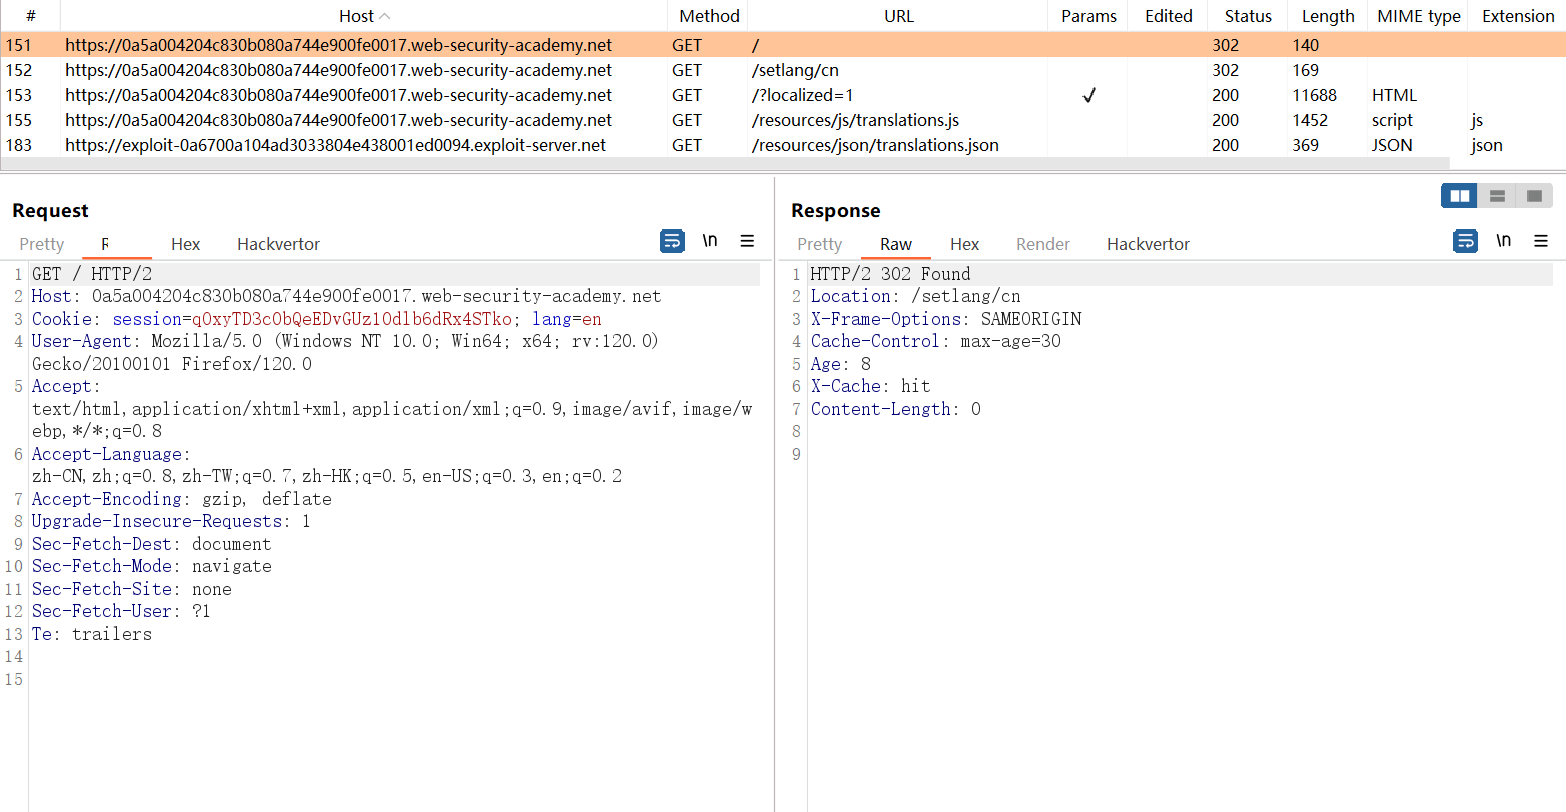 # Host Method URL Params Edited Status Length MIME type Extension
151 https://0a5a004204c830b080a744e900fe0017.web-security-academy.net GET / 302 140
152 https://0a5a004204c830b080a744e900fe0017.web-security-academy.net GET /setlang/cn 302 169
153 https://0a5a004204c830b080a744e900fe0017.web-security-academy.net GET /?localized=1 ✓ 200 11688 HTML
155 https://0a5a004204c830b080a744e900fe0017.web-security-academy.net GET /resources/js/translations.js 200 1452 script js
183 https://exploit-0a6700a104ad3033804e438001ed0094.exploit-server.net GET /resources/json/translations.json 200 369 JSON json
Request
Pretty Hex Hackvertor \n
1 GET / HTTP/2
2 Host: 0a5a004204c830b080a744e900fe0017.web-security-academy.net
3 Cookie: session=qOxyTD3cObQeEDvGUz1Od1b6dRx4STko; lang=en
4 User-Agent: Mozilla/5.0 (Windows NT 10.0; Win64; x64; rv:120.0)
Gecko/20100101 Firefox/120.0
5 Accept:
text/html,application/xhtml+xml,application/xml;q=0.9,image/avif,image/w
ebp,*/*;q=0.8
6 Accept-Language:
zh-CN,zh;q=0.8,zh-TW;q=0.7,zh-HK;q=0.5,en-US;q=0.3,en;q=0.2
7 Accept-Encoding: gzip, deflate
8 Upgrade-Insecure-Requests: 1
9 Sec-Fetch-Dest: document
10 Sec-Fetch-Mode: navigate
11 Sec-Fetch-Site: none
12 Sec-Fetch-User: ?1
13 Te: trailers
14
15
Response
Pretty Raw Hex Render Hackvertor \n
1 HTTP/2 302 Found
2 Location: /setlang/cn
3 X-Frame-Options: SAMEORIGIN
4 Cache-Control: max-age=30
5 Age: 8
6 X-Cache: hit
7 Content-Length: 0
8
9